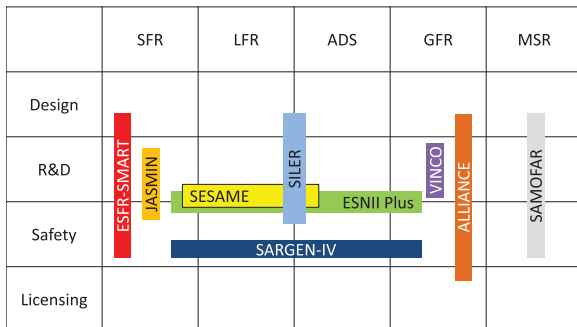 SFR LFR ADS GFR MSR
Design
R&D
Safety
Licensing
ESFR-SMART
JASMIN
SESAME
SILER
ESNII Plus
SARGEN-IV
VINCO
ALLIANCE
SAMOFAR